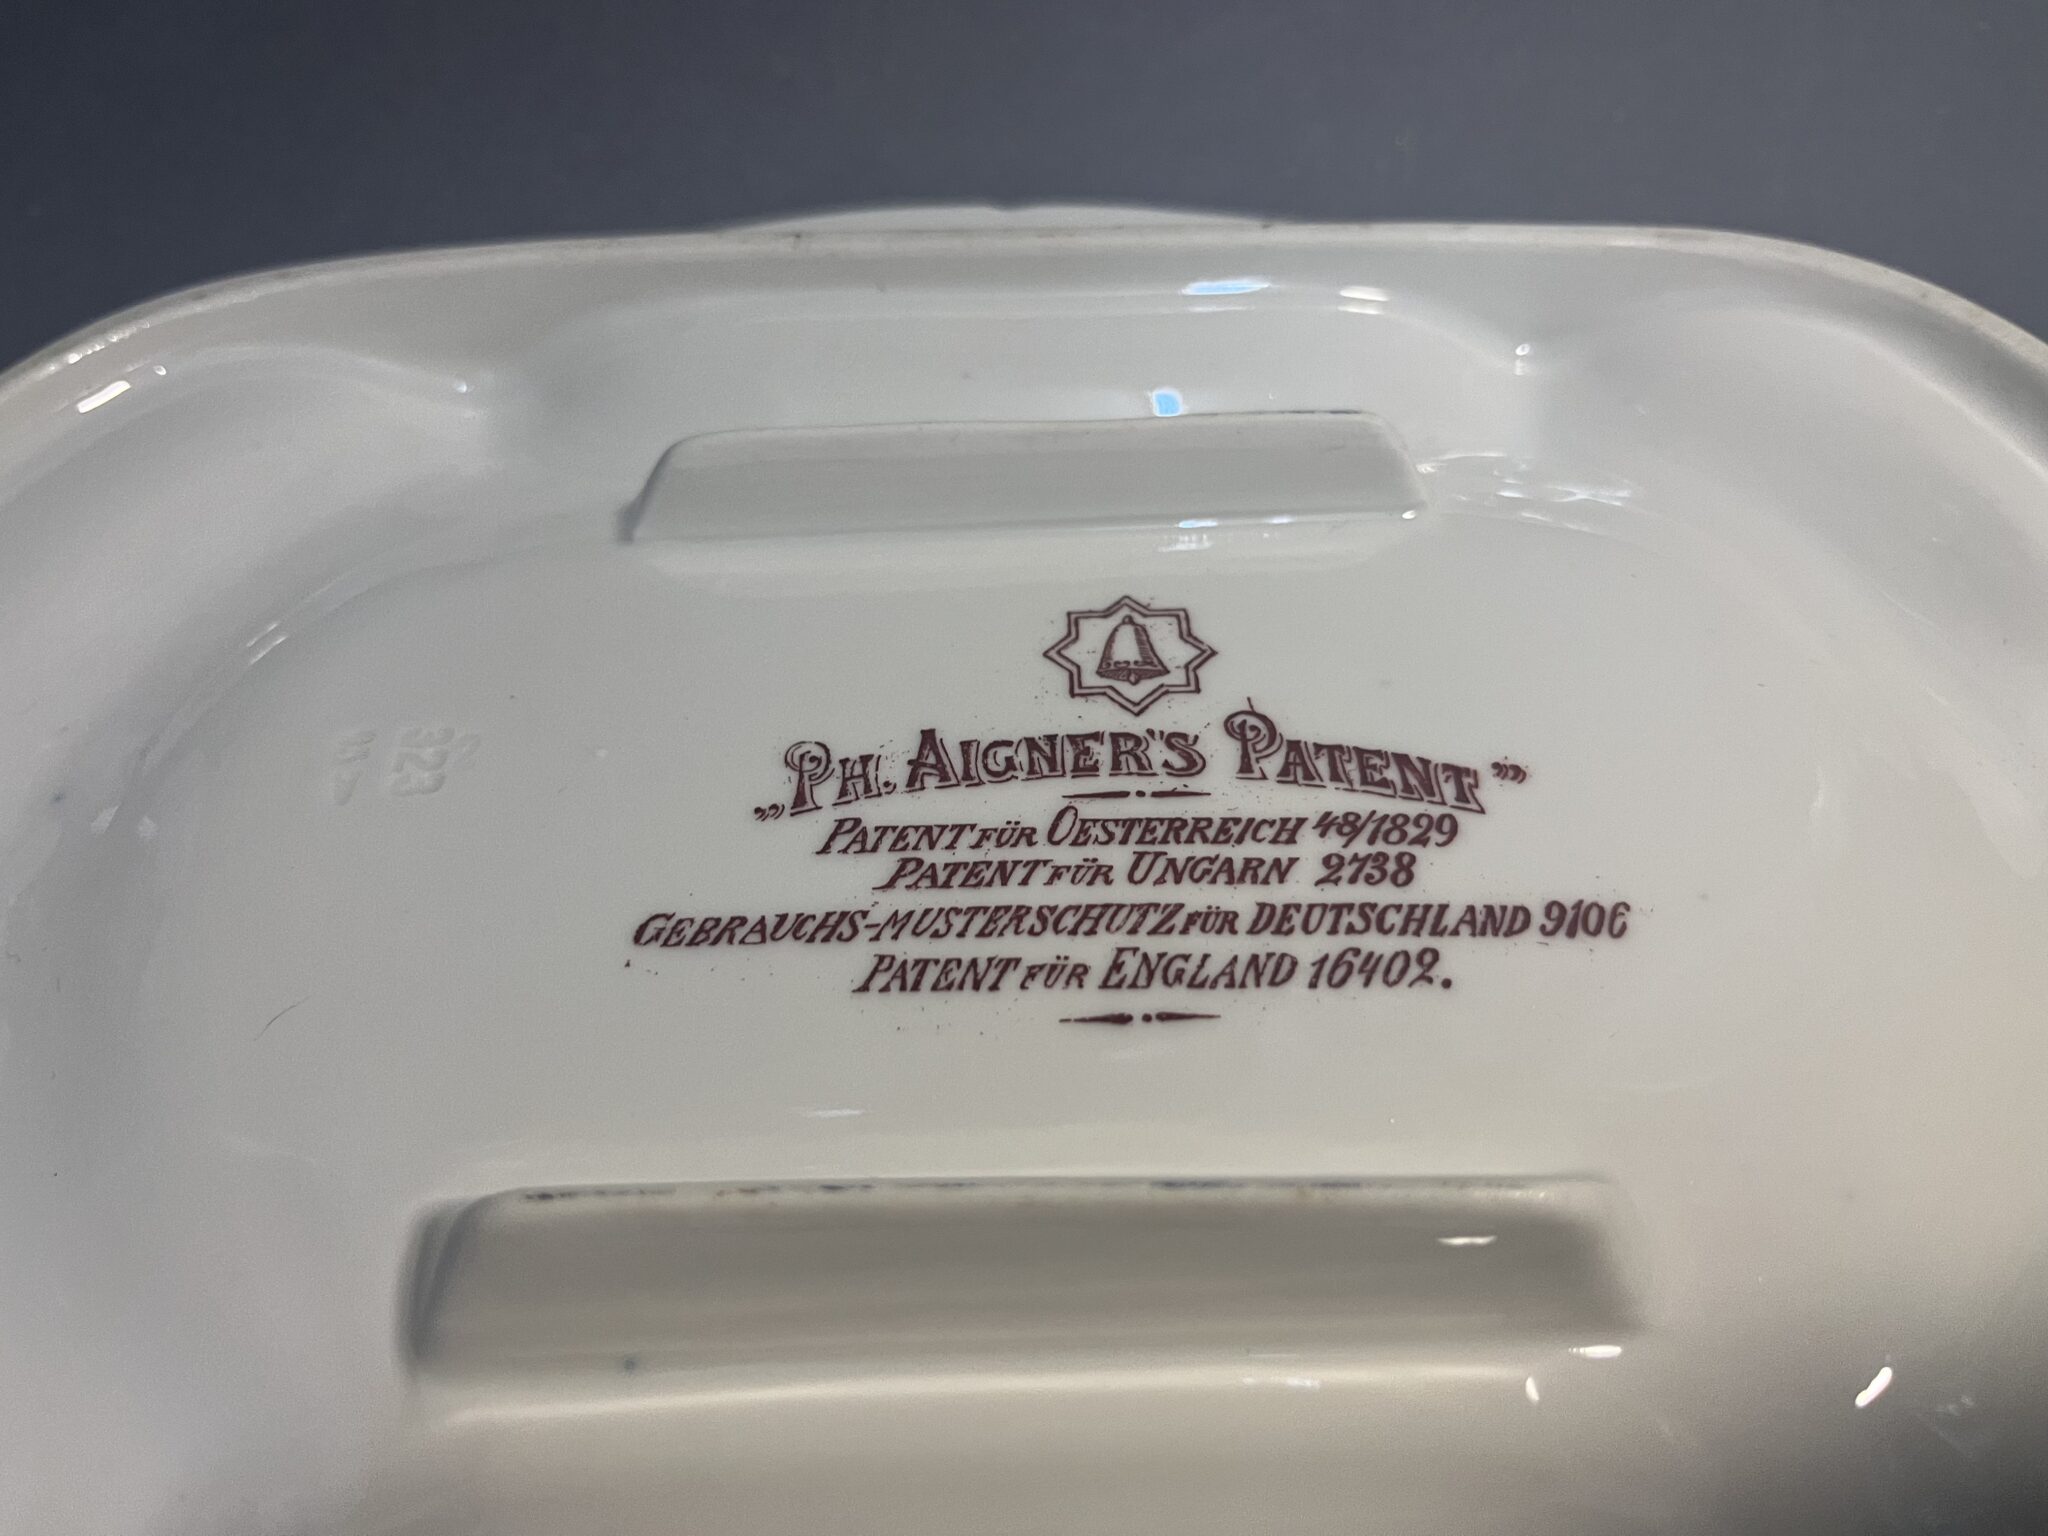 „Ph. Aigner's Patent”
Patent für Oesterreich 48/1829
Patent für Ungarn 2738
Gebrauchs-Musterschutz für Deutschland 9106
Patent für England 16402.
323